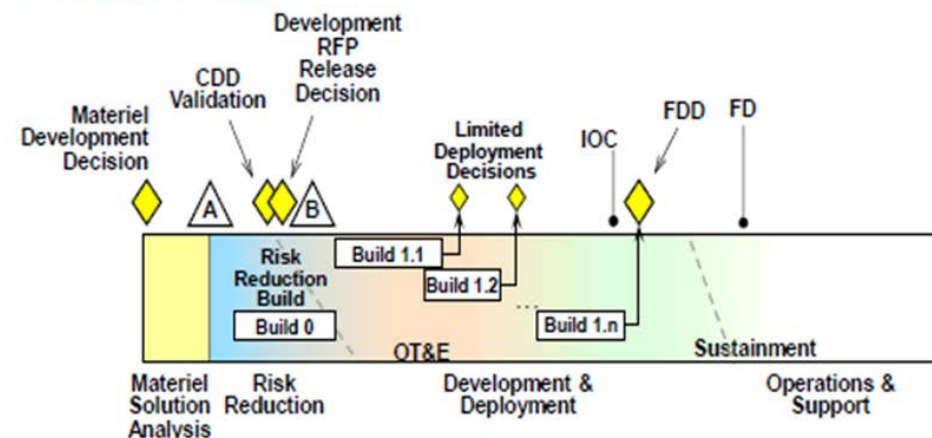 Materiel
Development
Decision
CDD
Validation
Development
RFP
Release
Decision
Limited
Deployment
Decisions
IOC
FDD
FD
A
B
Risk
Reduction
Build
Build 0
Build 1.1
Build 1.2
....
Build 1.n
OT&E
Sustainment
Materiel
Solution
Analysis
Risk
Reduction
Development &
Deployment
Operations &
Support